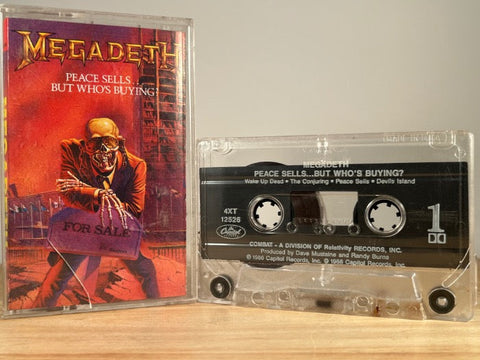 MEGADETH
PEACE SELLS...
BUT WHO'S BUYING?
FOR SALE
MEGADETH
PEACE SELLS...BUT WHO'S BUYING?
Wake Up Dead • The Conjuring • Peace Sells • Devils Island
4XT
12526
Capitol
1
COMBAT - A DIVISION OF Relativity RECORDS, INC.
Produced by Dave Mustaine and Randy Burns
℗ 1986 Capitol Records, Inc. © 1986 Capitol Records, Inc.